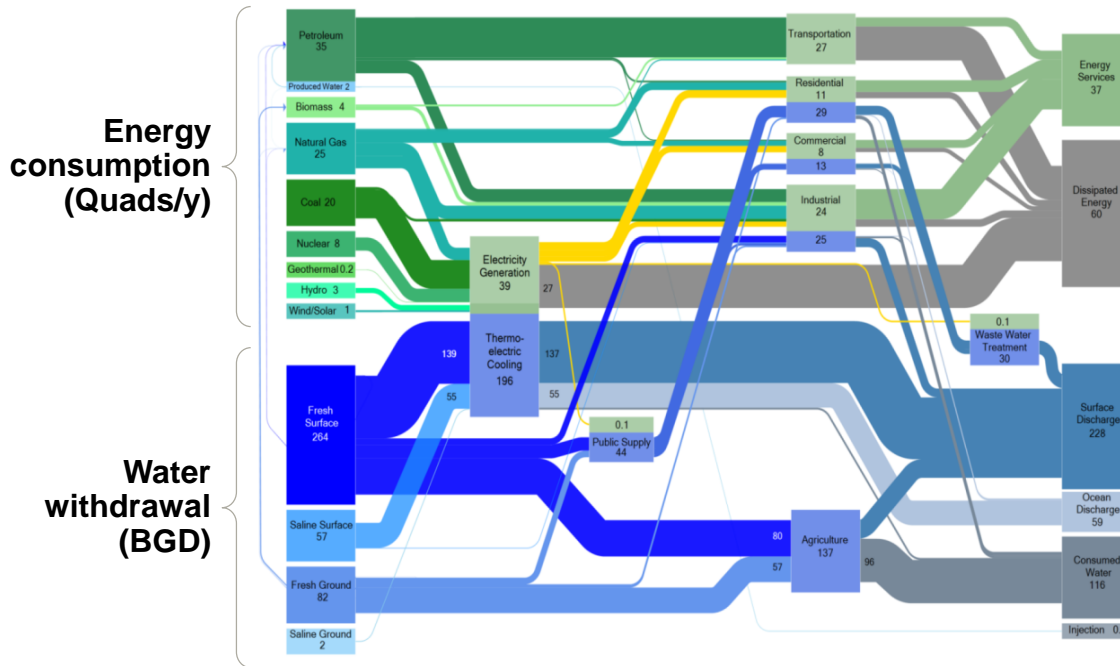 Energy
consumption
(Quads/y)
Water
withdrawal
(BGD)
Petroleum
35
Produced Water 2
Biomass 4
Natural Gas
25
Coal 20
Nuclear 8
Geothermal 0.2
Hydro 3
Wind/Solar 1
Fresh
Surface
264
Saline Surface
57
Fresh Ground
82
Saline Ground
2
Electricity
Generation
39
27
Thermo-
electric
Cooling
196
139
137
55
55
0.1
Public Supply
44
Transportation
27
Residential
11
29
Commercial
8
13
Industrial
24
25
80
57
Agriculture
137
96
0.1
Waste Water
Treatment
30
Energy
Services
37
Dissipated
Energy
60
Surface
Discharge
228
Ocean
Discharge
59
Consumed
Water
116
Injection 0.